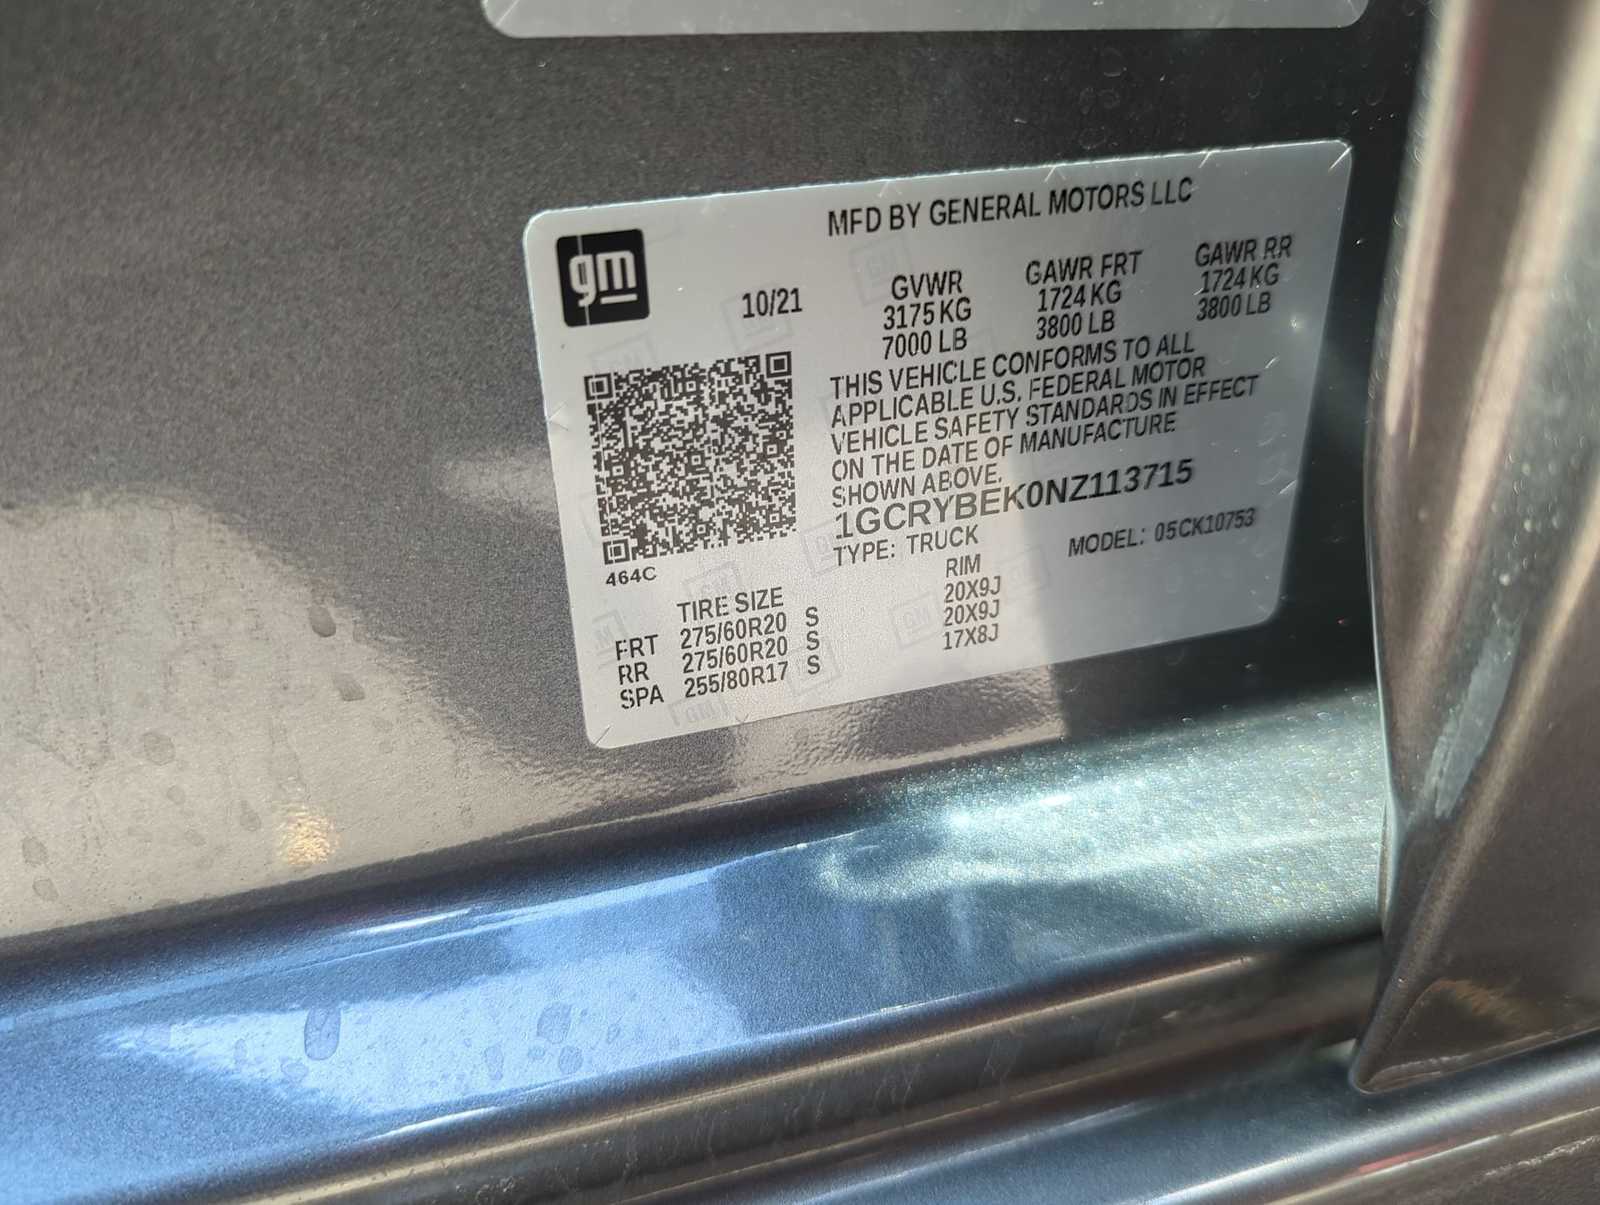 gm
MFD BY GENERAL MOTORS LLC
10/21
GVWR GAWR FRT GAWR RR
3175 KG 1724 KG 1724 KG
7000 LB 3800 LB 3800 LB
THIS VEHICLE CONFORMS TO ALL
APPLICABLE U.S. FEDERAL MOTOR
VEHICLE SAFETY STANDARDS IN EFFECT
ON THE DATE OF MANUFACTURE
SHOWN ABOVE.
1GCRYBEK0NZ113715
TYPE: TRUCK MODEL: 05CK10753
464C
TIRE SIZE RIM
FRT 275/60R20 S 20X9J
RR 275/60R20 S 20X9J
SPA 255/80R17 S 17X8J